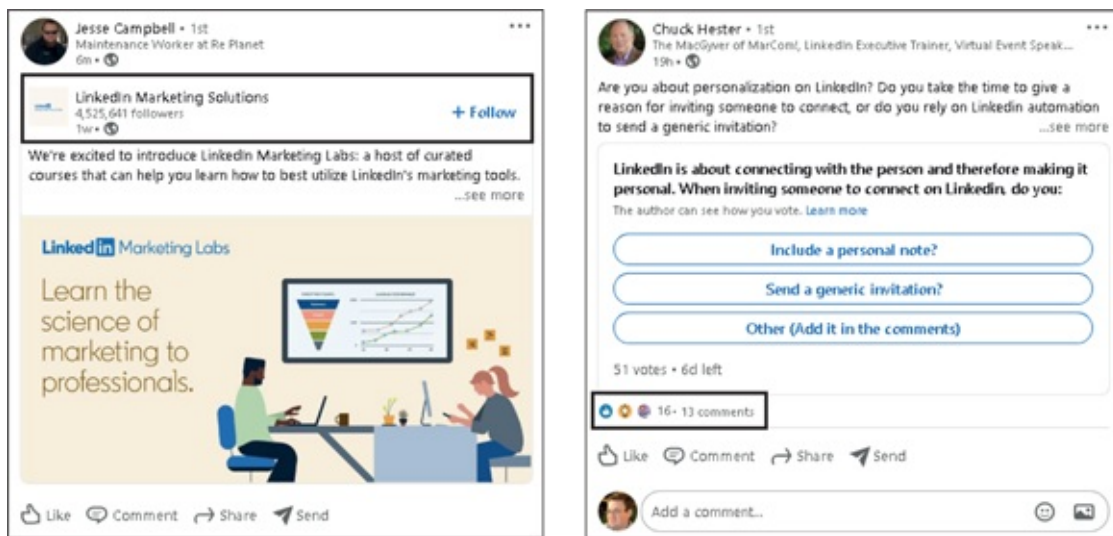 Jesse Campbell • 1st
Maintenance Worker at Re Planet
6m •
LinkedIn Marketing Solutions
4,525,641 followers
1w •
+ Follow
We're excited to introduce LinkedIn Marketing Labs: a host of curated
courses that can help you learn how to best utilize LinkedIn's marketing tools.
...see more
Linked in Marketing Labs
Learn the
science of
marketing to
professionals.
Like Comment Share Send
Chuck Hester • 1st
The MacGyver of MarCom!, LinkedIn Executive Trainer, Virtual Event Speak...
19h •
Are you about personalization on LinkedIn? Do you take the time to give a
reason for inviting someone to connect, or do you rely on Linkedin automation
to send a generic invitation?
...see more
LinkedIn is about connecting with the person and therefore making it
personal. When inviting someone to connect on Linkedin, do you:
The author can see how you vote. Learn more
Include a personal note?
Send a generic invitation?
Other (Add it in the comments)
51 votes • 6d left
16 • 13 comments
Like Comment Share Send
Add a comment...